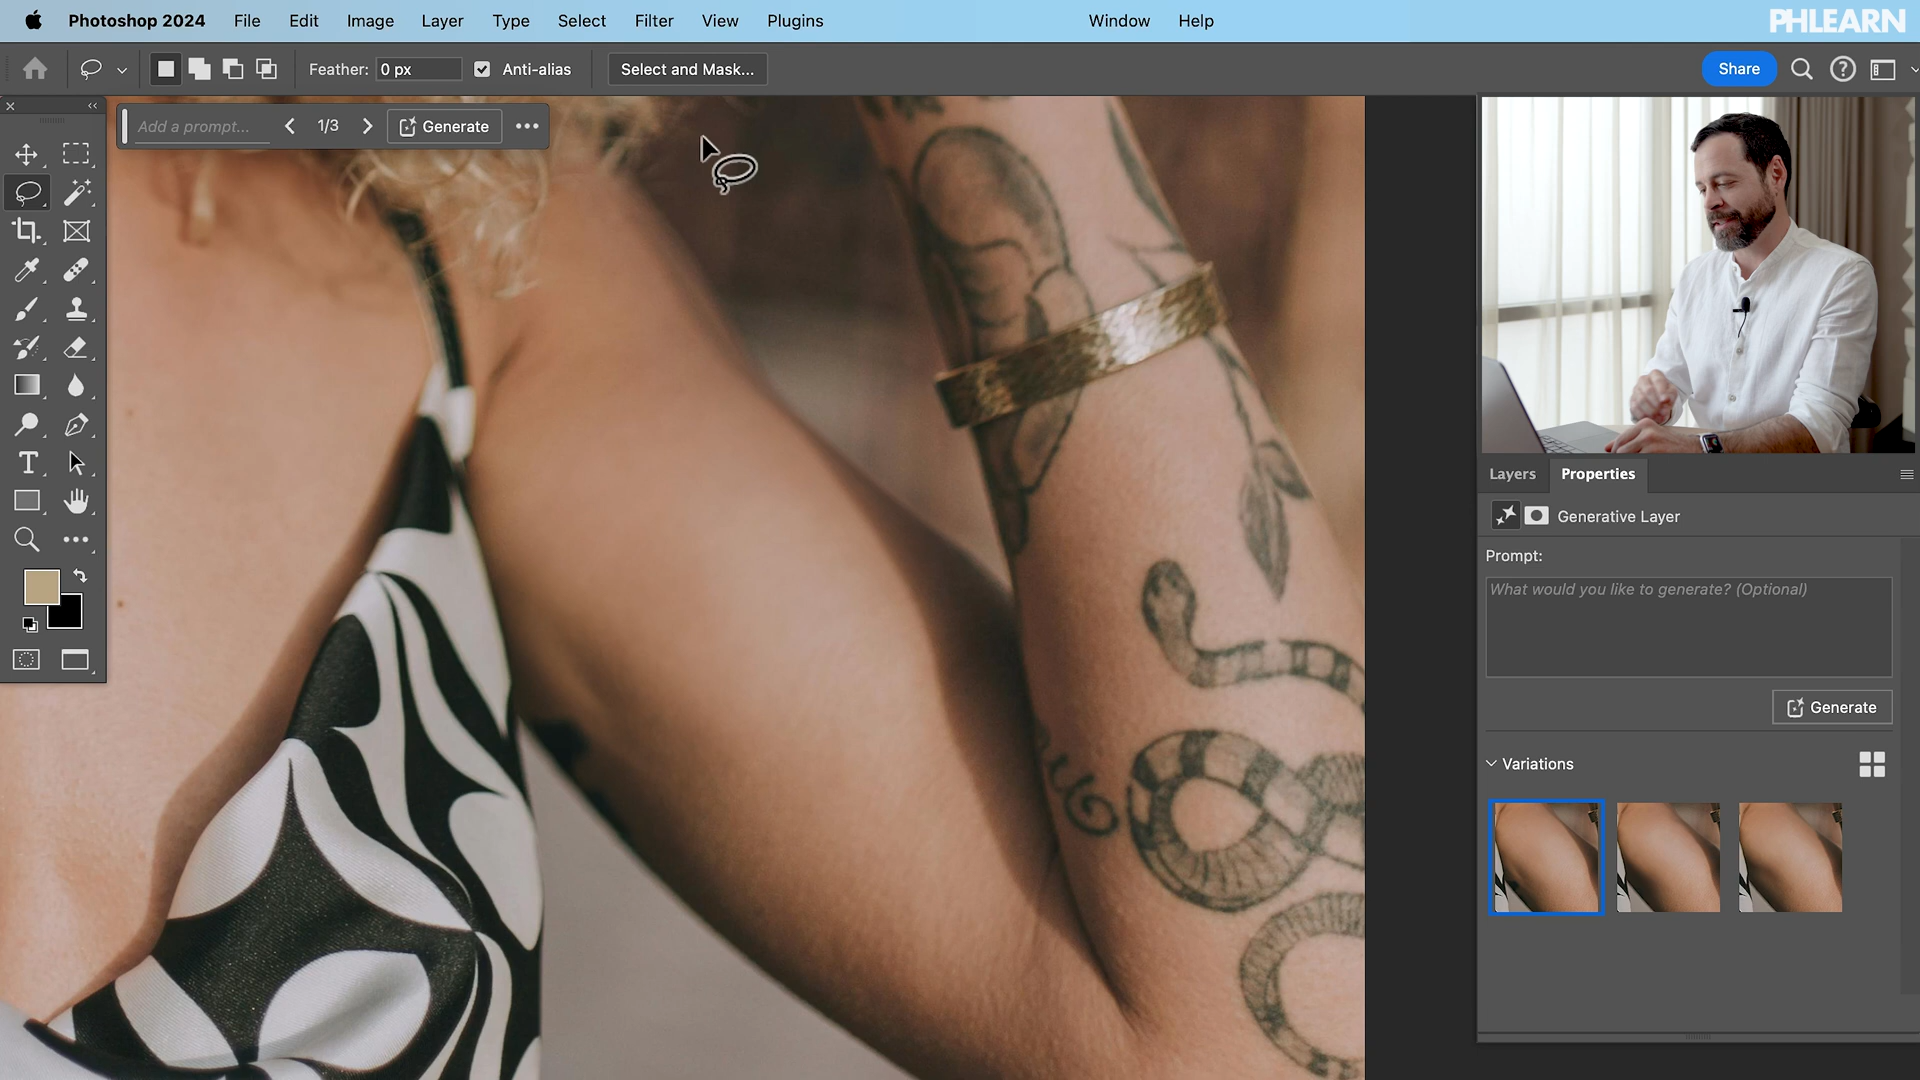 Photoshop 2024 File Edit Image Layer Type Select Filter View Plugins Window Help
PHLEARN
Feather: 0 px Anti-alias Select and Mask... Share
Add a prompt... 1/3 Generate
Layers Properties
Generative Layer
Prompt:
What would you like to generate? (Optional)
Generate
Variations